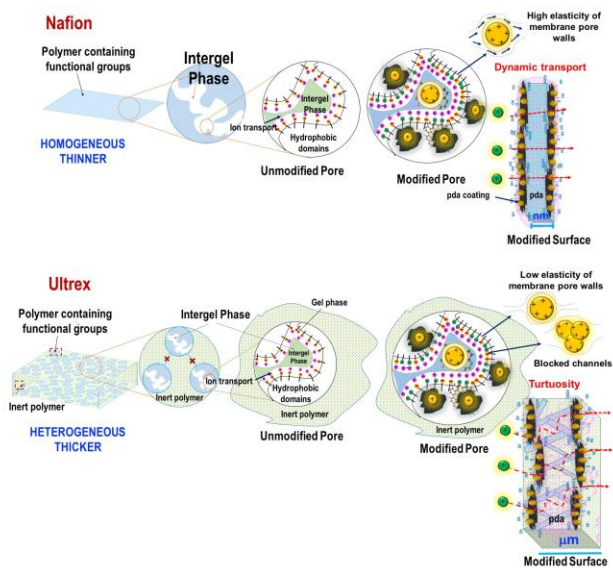 Nafion
Polymer containing
functional groups
Intergel
Phase
HOMOGENEOUS
THINNER
Intergel
Phase
Ion transport
Hydrophobic
domains
Unmodified Pore
Modified Pore
High elasticity of
membrane pore
walls
Dynamic transport
pda coating
pda
nm
Modified Surface
Ultrex
Polymer containing
functional groups
Inert polymer
HETEROGENEOUS
THICKER
Intergel Phase
Inert polymer
Gel phase
Intergel
Phase
Ion transport
Hydrophobic
domains
Inert polymer
Unmodified Pore
Inert polymer
Modified Pore
Low elasticity of
membrane pore walls
Blocked channels
Turtuosity
pda
μm
Modified Surface